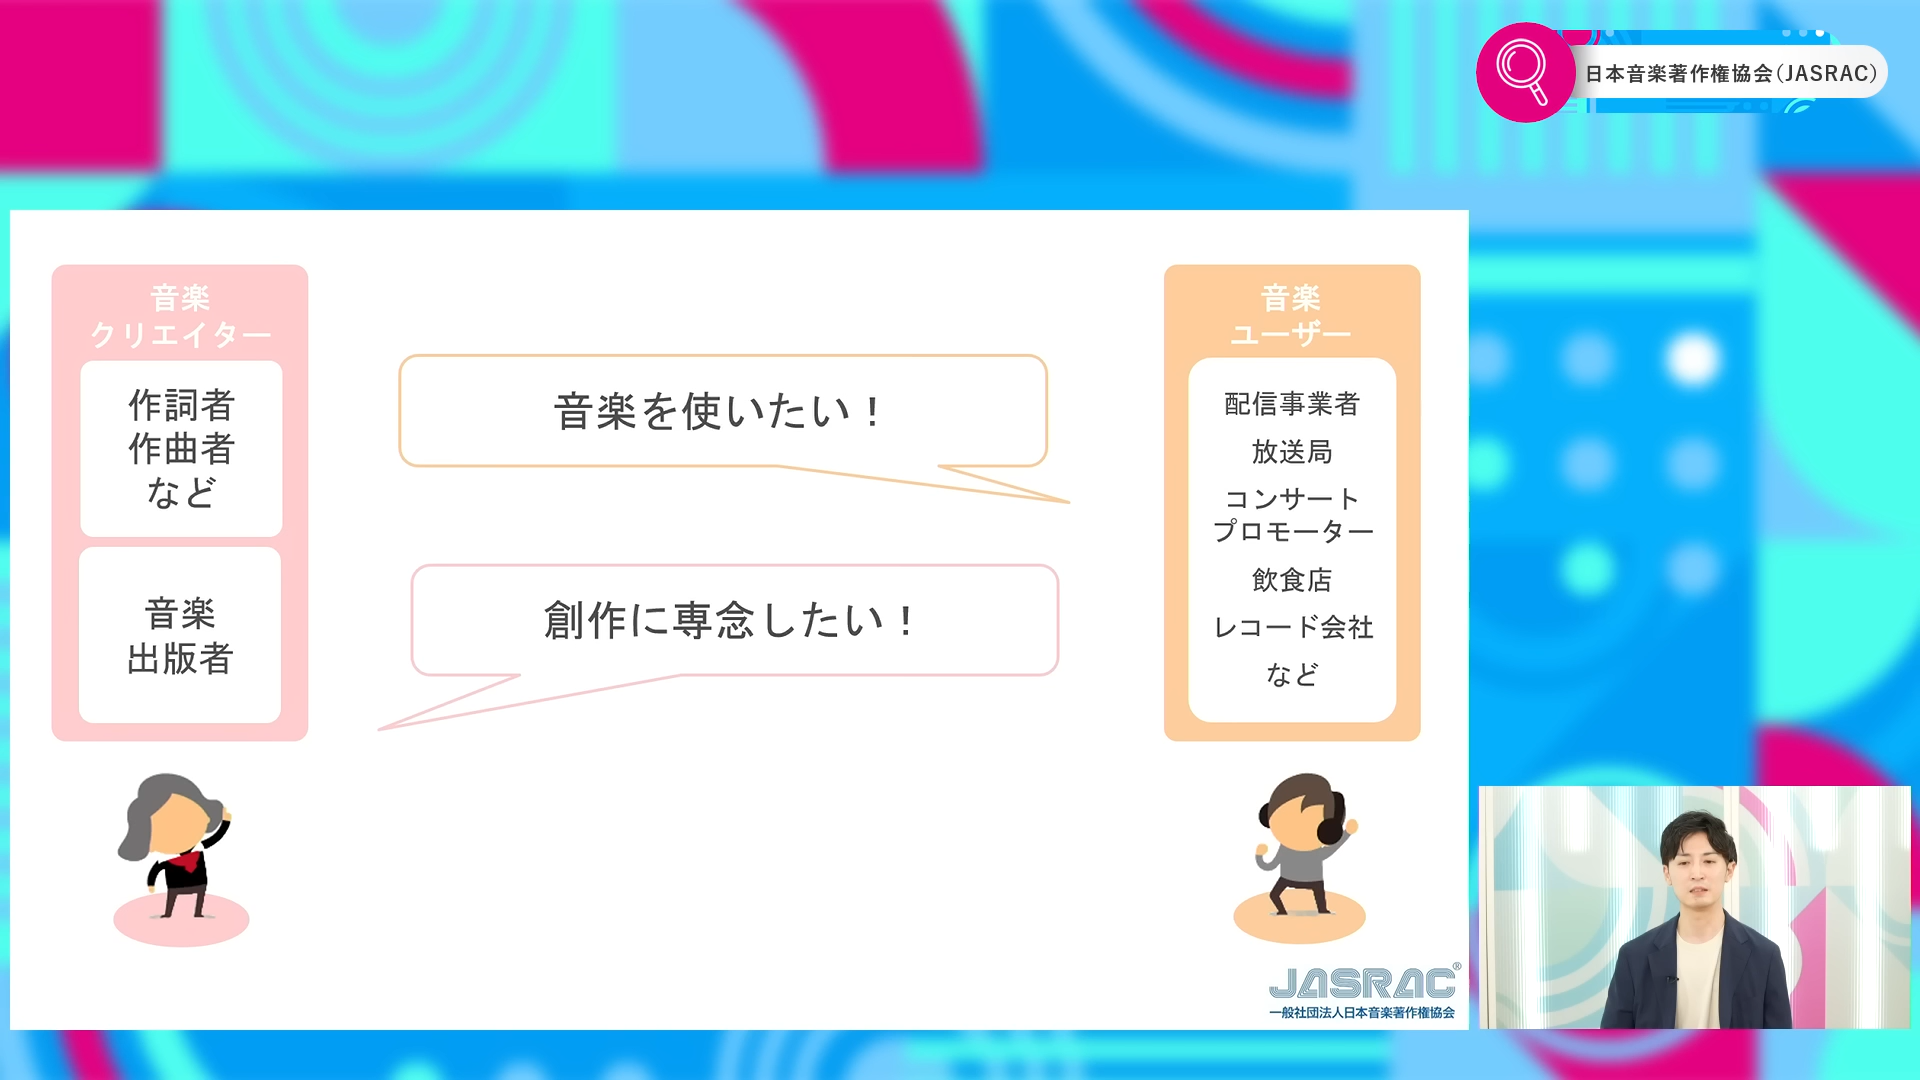 日本音楽著作権協会(JASRAC)
音楽
クリエイター
作詞者
作曲者
など
音楽
出版者
音楽を使いたい!
創作に専念したい!
音楽
ユーザー
配信事業者
放送局
コンサート
プロモーター
飲食店
レコード会社
など
JASRAC®
一般社団法人日本音楽著作権協会